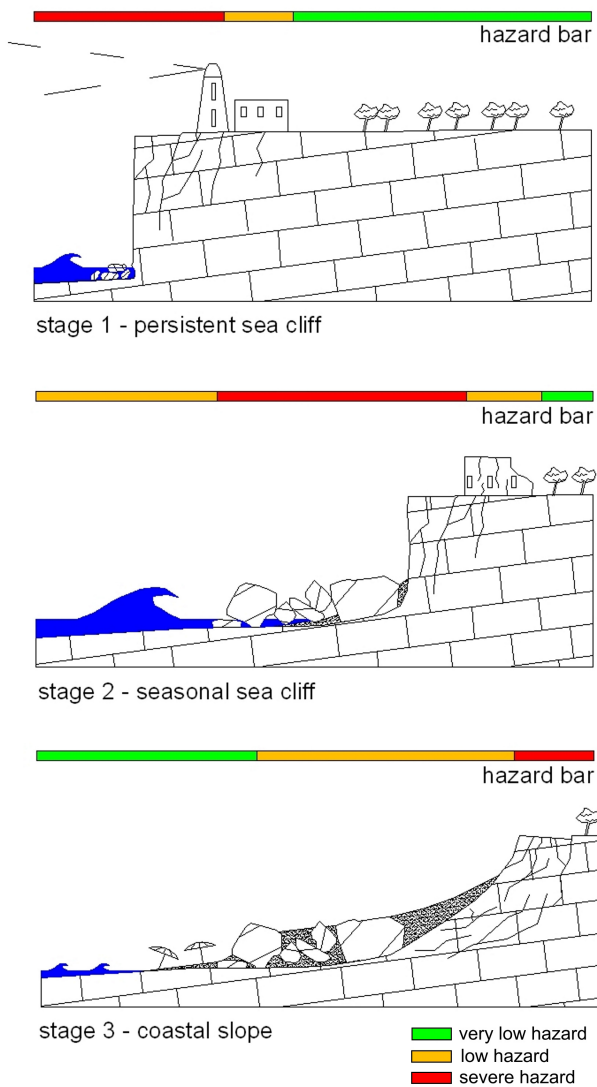 hazard bar
stage 1 - persistent sea cliff
hazard bar
stage 2 - seasonal sea cliff
hazard bar
stage 3 - coastal slope
very low hazard
low hazard
severe hazard